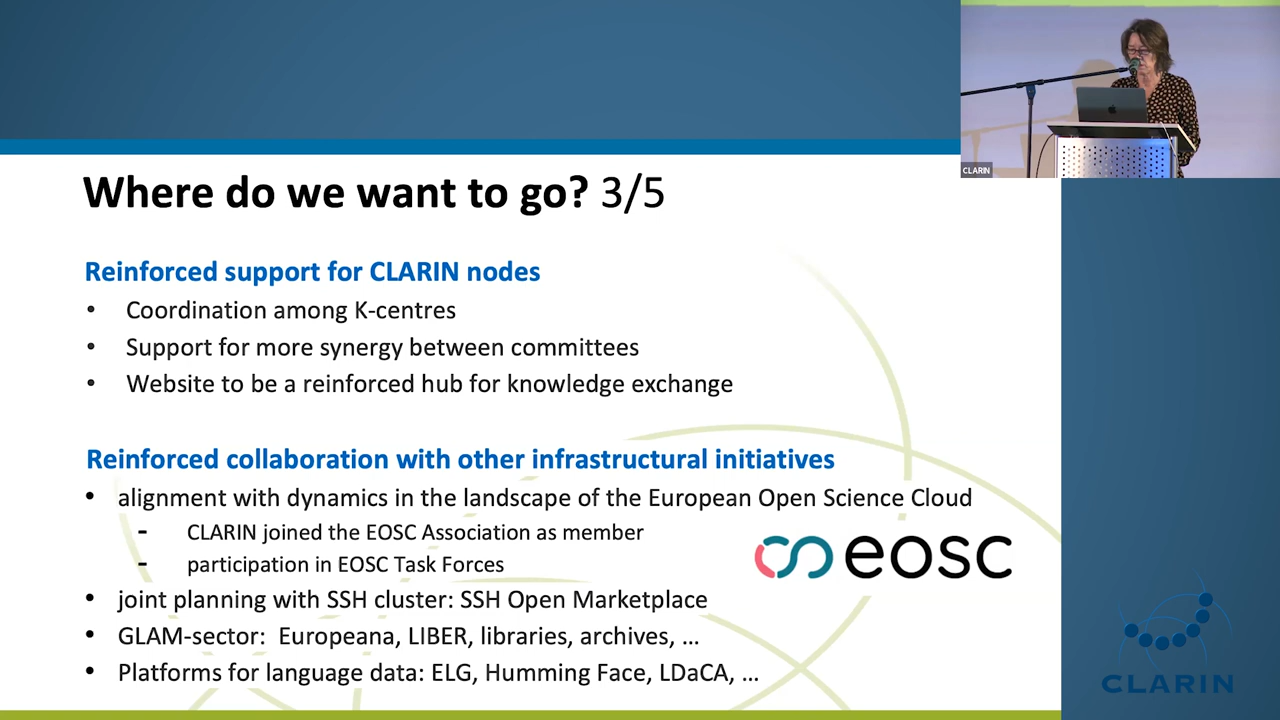 CLARIN
Where do we want to go? 3/5
Reinforced support for CLARIN nodes
• Coordination among K-centres
• Support for more synergy between committees
• Website to be a reinforced hub for knowledge exchange
Reinforced collaboration with other infrastructural initiatives
• alignment with dynamics in the landscape of the European Open Science Cloud
- CLARIN joined the EOSC Association as member
- participation in EOSC Task Forces
eosc
• joint planning with SSH cluster: SSH Open Marketplace
• GLAM-sector: Europeana, LIBER, libraries, archives, …
• Platforms for language data: ELG, Humming Face, LDaCA, …
CLARIN